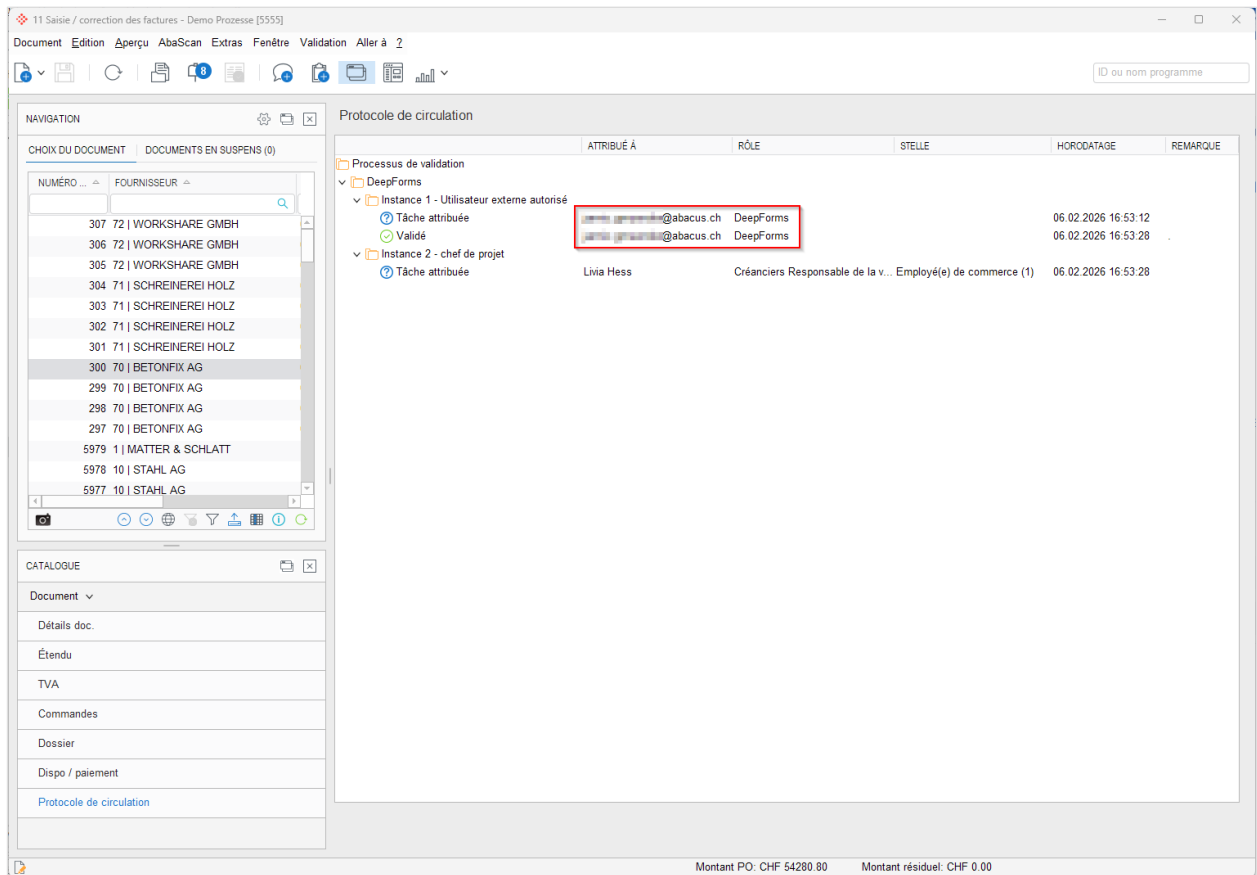 11 Saisie / correction des factures - Demo Prozesse [5555]
Document Edition Aperçu AbaScan Extras Fenêtre Validation Aller à ?
8
ID ou nom programme
NAVIGATION
CHOIX DU DOCUMENT DOCUMENTS EN SUSPENS (0)
NUMÉRO ... FOURNISSEUR
307 72 | WORKSHARE GMBH
306 72 | WORKSHARE GMBH
305 72 | WORKSHARE GMBH
304 71 | SCHREINEREI HOLZ
303 71 | SCHREINEREI HOLZ
302 71 | SCHREINEREI HOLZ
301 71 | SCHREINEREI HOLZ
300 70 | BETONFIX AG
299 70 | BETONFIX AG
298 70 | BETONFIX AG
297 70 | BETONFIX AG
5979 1 | MATTER & SCHLATT
5978 10 | STAHL AG
5977 10 | STAHL AG
CATALOGUE
Document
Détails doc.
Étendu
TVA
Commandes
Dossier
Dispo / paiement
Protocole de circulation
Protocole de circulation
ATTRIBUÉ À RÔLE STELLE HORODATAGE REMARQUE
Processus de validation
DeepForms
Instance 1 - Utilisateur externe autorisé
Tâche attribuée @abacus.ch DeepForms 06.02.2026 16:53:12
Validé @abacus.ch DeepForms 06.02.2026 16:53:28 .
Instance 2 - chef de projet
Tâche attribuée Livia Hess Créanciers Responsable de la v... Employé(e) de commerce (1) 06.02.2026 16:53:28
Montant PO: CHF 54280.80 Montant résiduel: CHF 0.00